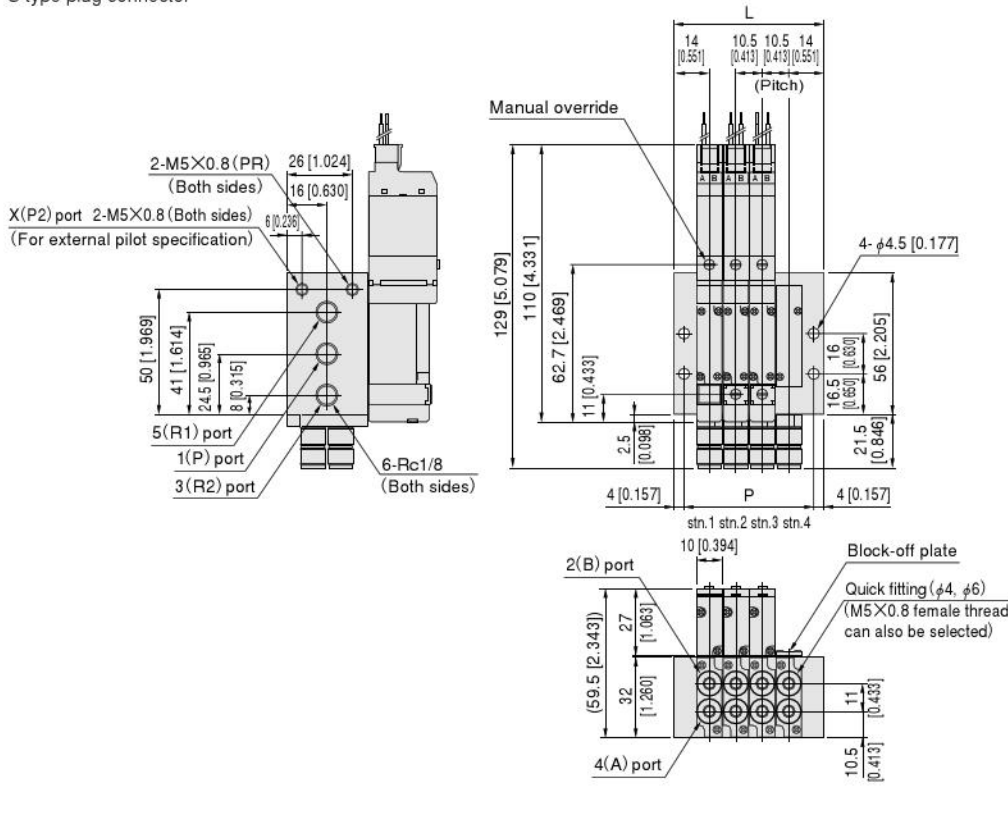 L
14 10.5 10.5 14
[0.551] [0.413] [0.413] [0.551]
(Pitch)
Manual override
2-M5×0.8(PR)
(Both sides)
26 [1.024]
16 [0.630]
X(P2) port 2-M5×0.8(Both sides)
(For external pilot specification)
6 [0.236]
50 [1.969]
41 [1.614]
24.5 [0.965]
8 [0.315]
5(R1) port
1(P) port
3(R2) port
6-Rc1/8
(Both sides)
A B A B A B
129 [5.079]
110 [4.331]
62.7 [2.469]
11 [0.433]
2.5
[0.098]
4-φ4.5 [0.177]
16
[0.630]
16.5
[0.650]
56 [2.205]
21.5
[0.846]
4 [0.157] P 4 [0.157]
stn.1 stn.2 stn.3 stn.4
10 [0.394]
2(B) port
Block-off plate
Quick fitting (φ4, φ6)
(M5×0.8 female thread
can also be selected)
(59.5 [2.343])
27
[1.063]
32
[1.260]
11
[0.433]
10.5
[0.413]
4(A) port